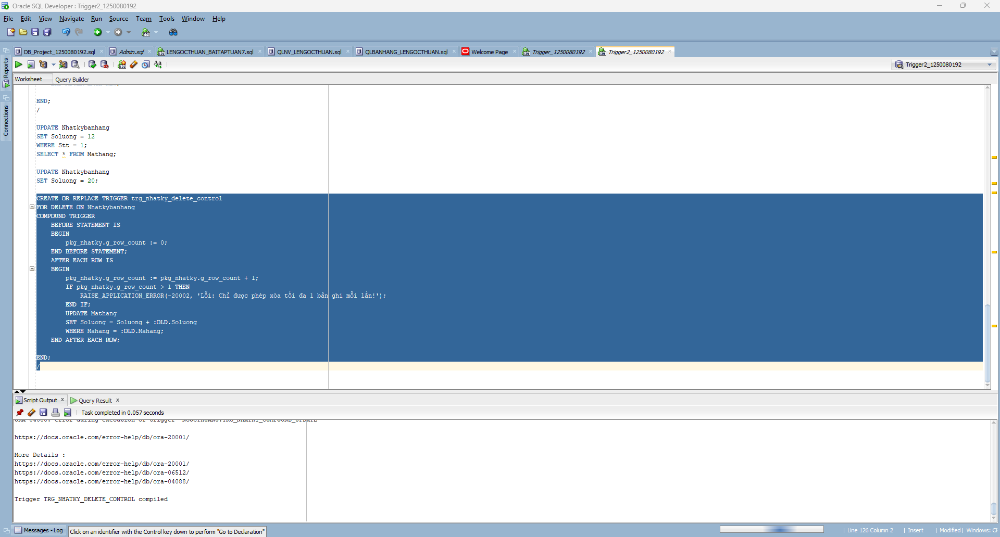 Oracle SQL Developer : Trigger2_1250080192
File Edit View Navigate Run Source Team Tools Window Help
DB_Project_1250080192.sql Admin.sql LENGOCTHUAN_BAITAPTUAN7.sql QLNV_LENGOCTHUAN.sql QLBANHANG_LENGOCTHUAN.sql Welcome Page Trigger_1250080192 Trigger2_1250080192
Trigger2_1250080192
Reports
Connections
Worksheet Query Builder
END;
/
UPDATE Nhatkybanhang
SET Soluong = 12
WHERE Stt = 1;
SELECT * FROM Mathang;
UPDATE Nhatkybanhang
SET Soluong = 20;
CREATE OR REPLACE TRIGGER trg_nhatky_delete_control
FOR DELETE ON Nhatkybanhang
COMPOUND TRIGGER
BEFORE STATEMENT IS
BEGIN
pkg_nhatky.g_row_count := 0;
END BEFORE STATEMENT;
AFTER EACH ROW IS
BEGIN
pkg_nhatky.g_row_count := pkg_nhatky.g_row_count + 1;
IF pkg_nhatky.g_row_count > 1 THEN
RAISE_APPLICATION_ERROR(-20002, 'Lỗi: Chỉ được phép xóa tối đa 1 bản ghi mỗi lần!');
END IF;
UPDATE Mathang
SET Soluong = Soluong + :OLD.Soluong
WHERE Mahang = :OLD.Mahang;
END AFTER EACH ROW;
END;
/
Script Output x Query Result x
Task completed in 0.057 seconds
https://docs.oracle.com/error-help/db/ora-20001/
More Details :
https://docs.oracle.com/error-help/db/ora-20001/
https://docs.oracle.com/error-help/db/ora-06512/
https://docs.oracle.com/error-help/db/ora-04088/
Trigger TRG_NHATKY_DELETE_CONTROL compiled
Messages - Log
Click on an identifier with the Control key down to perform "Go to Declaration"
Line 126 Column 2 | Insert | Modified | Windows: